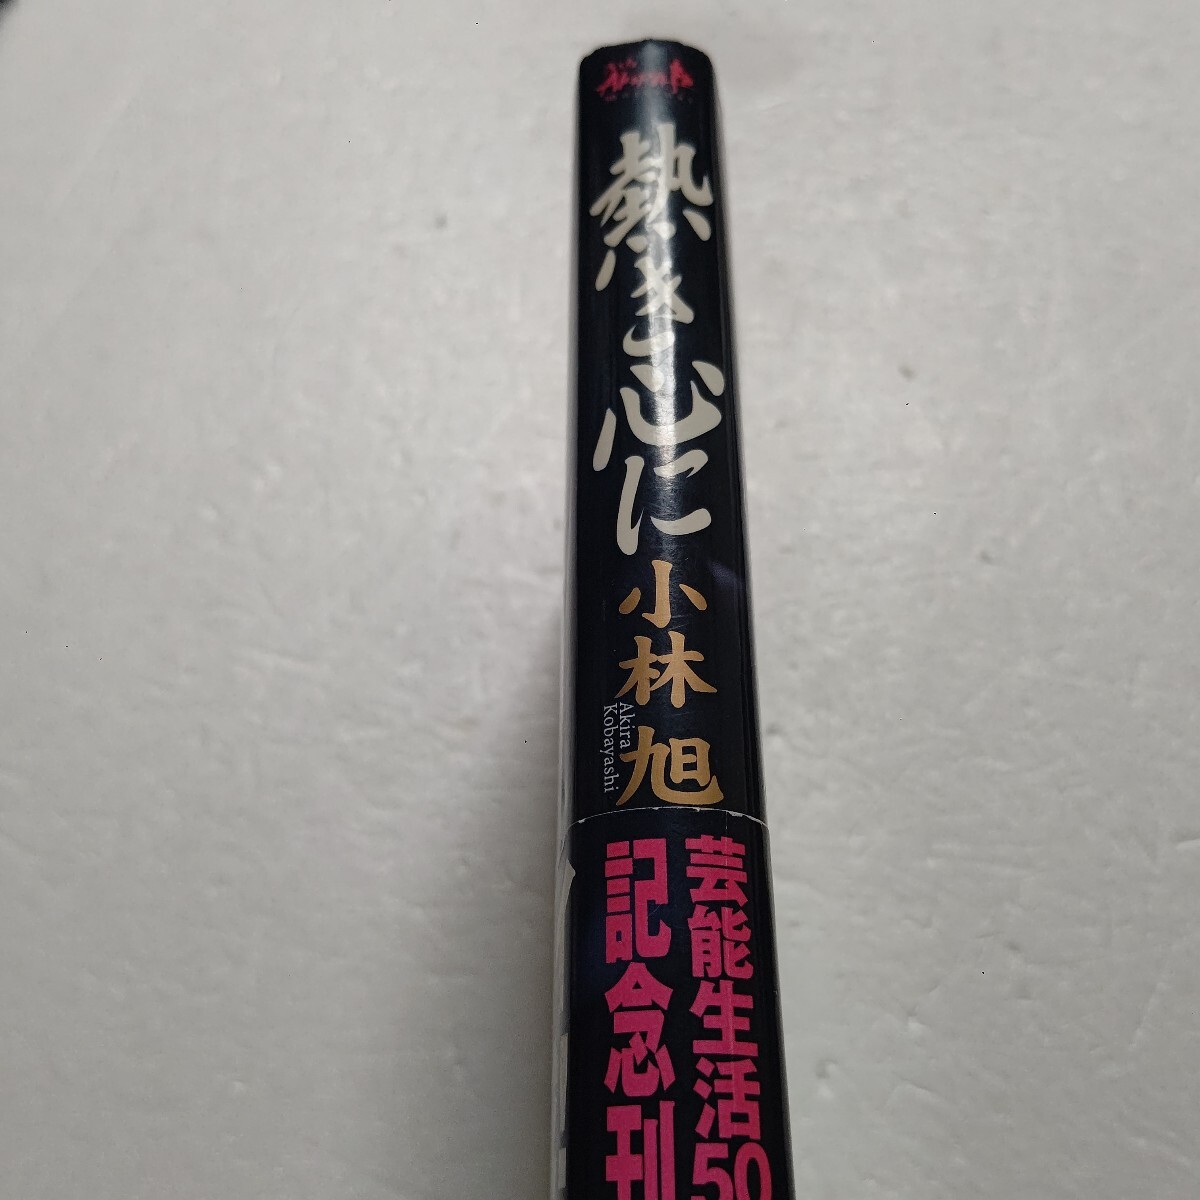 熱き心に
小林旭
Akira
Kobayashi
芸能生活50
記念刊